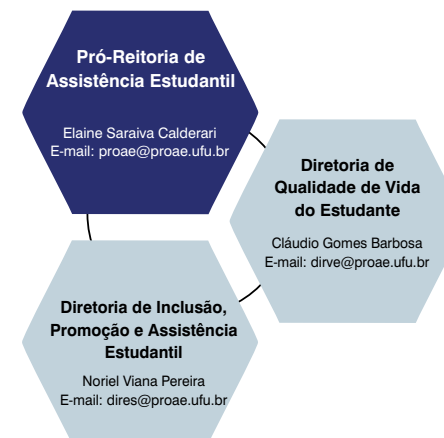 Pró-Reitoria de
Assistência Estudantil
Elaine Saraiva Calderari
E-mail: proae@proae.ufu.br
Diretoria de
Qualidade de Vida
do Estudante
Cláudio Gomes Barbosa
E-mail: dirve@proae.ufu.br
Diretoria de Inclusão,
Promoção e Assistência
Estudantil
Noriel Viana Pereira
E-mail: dires@proae.ufu.br